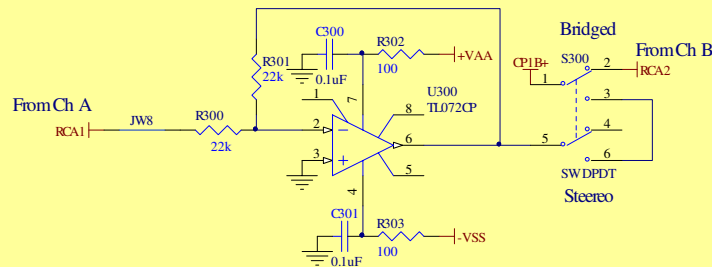 C300
0.1uF
R302
100
+VAA
Bridged
From Ch B
CP1B+
S300
RCA2
1
2
3
4
5
6
SWDPDT
Steereo
R301
22k
From Ch A
RCA1
JW8
R300
22k
U300
TL072CP
1
7
8
2
6
3
5
4
C301
0.1uF
R303
100
-VSS